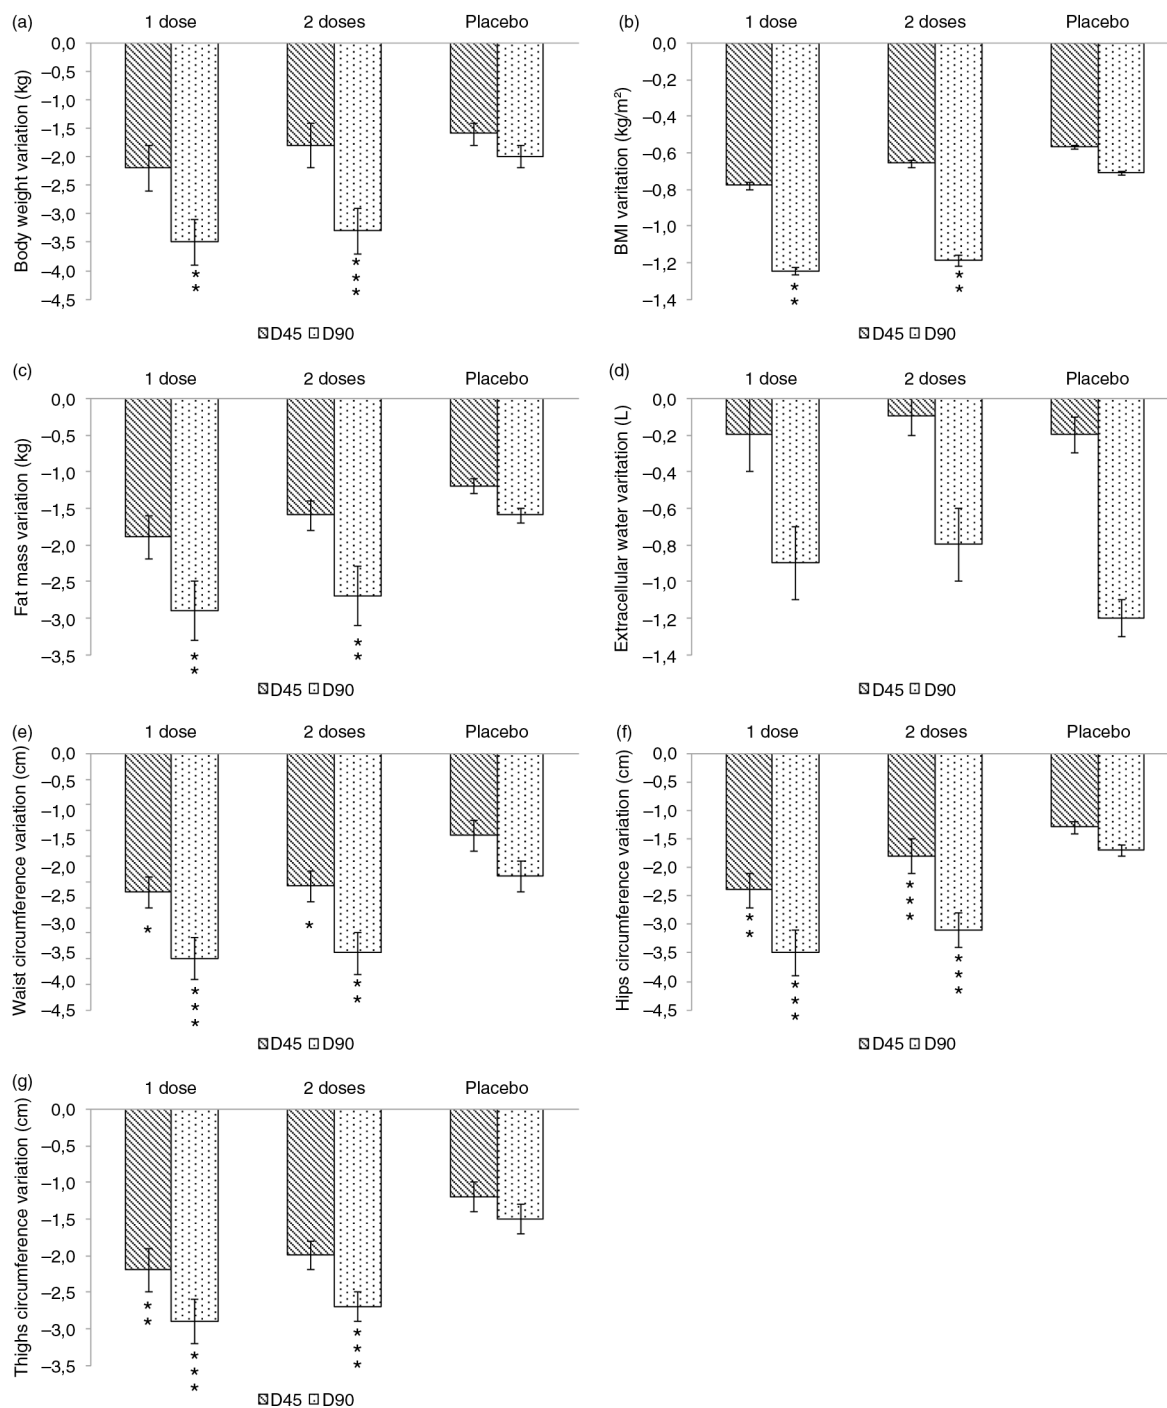 (a)
1 dose 2 doses Placebo
Body weight variation (kg)
0,0
–0,5
–1,0
–1,5
–2,0
–2,5
–3,0
–3,5
–4,0
–4,5
* *
* * *
D45 D90
(b)
1 dose 2 doses Placebo
BMI varitation (kg/m²)
0,0
–0,2
–0,4
–0,6
–0,8
–1,0
–1,2
–1,4
* *
* *
D45 D90
(c)
1 dose 2 doses Placebo
Fat mass variation (kg)
0,0
–0,5
–1,0
–1,5
–2,0
–2,5
–3,0
–3,5
* *
* *
D45 D90
(d)
1 dose 2 doses Placebo
Extracellular water varitation (L)
0,0
–0,2
–0,4
–0,6
–0,8
–1,0
–1,2
–1,4
D45 D90
(e)
1 dose 2 doses Placebo
Waist circumference variation (cm)
0,0
–0,5
–1,0
–1,5
–2,0
–2,5
–3,0
–3,5
–4,0
–4,5
*
* * *
*
* *
D45 D90
(f)
1 dose 2 doses Placebo
Hips circumference variation (cm)
0,0
–0,5
–1,0
–1,5
–2,0
–2,5
–3,0
–3,5
–4,0
–4,5
* *
* * *
* * *
* * *
D45 D90
(g)
1 dose 2 doses Placebo
Thighs circumference variation (cm)
0,0
–0,5
–1,0
–1,5
–2,0
–2,5
–3,0
–3,5
* *
* * *
* * *
D45 D90